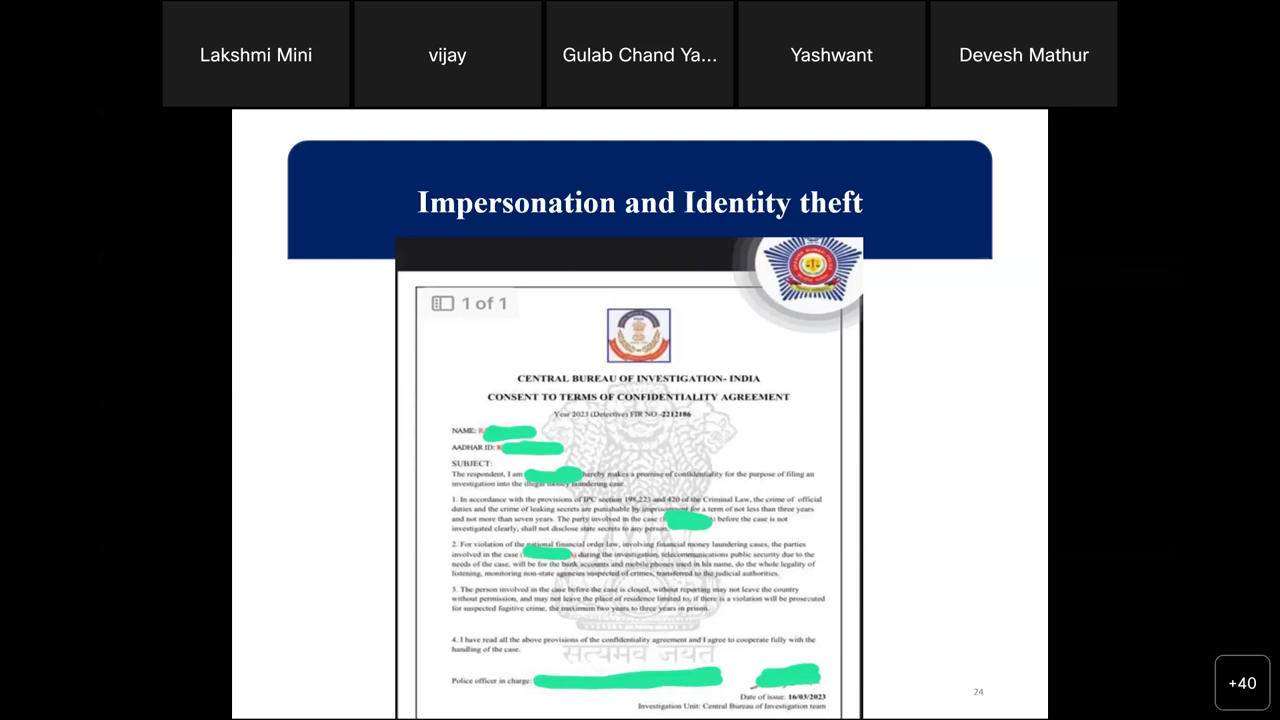 Lakshmi Mini
vijay
Gulab Chand Ya...
Yashwant
Devesh Mathur
Impersonation and Identity theft
1 of 1
CENTRAL BUREAU OF INVESTIGATION- INDIA
CONSENT TO TERMS OF CONFIDENTIALITY AGREEMENT
Year 2023 (Detective) FIR NO -2212186
NAME: R
AADHAR ID: R
SUBJECT:
The respondent, I am hereby makes a promise of confidentiality for the purpose of filing an
investigation into the illegal money laundering case.
1. In accordance with the provisions of IPC section 198,223 and 420 of the Criminal Law, the crime of official
duties and the crime of leaking secrets are punishable by imprisonment for a term of not less than three years
and not more than seven years. The party involved in the case ( ) before the case is not
investigated clearly, shall not disclose state secrets to any person.
2. For violation of the national financial order law, involving financial money laundering cases, the parties
involved in the case ( ) during the investigation, telecommunications public security due to the
needs of the case, will be for the bank accounts and mobile phones used in his name, do the whole legality of
listening, monitoring non-state agencies suspected of crimes, transferred to the judicial authorities.
3. The person involved in the case before the case is closed, without reporting may not leave the country
without permission, and may not leave the place of residence limited to, if there is a violation will be prosecuted
for suspected fugitive crime, the maximum two years to three years in prison.
4. I have read all the above provisions of the confidentiality agreement and I agree to cooperate fully with the
handling of the case.
सत्यमेव जयते
Police officer in charge:
Date of issue: 16/03/2023
Investigation Unit: Central Bureau of Investigation team
24
+40